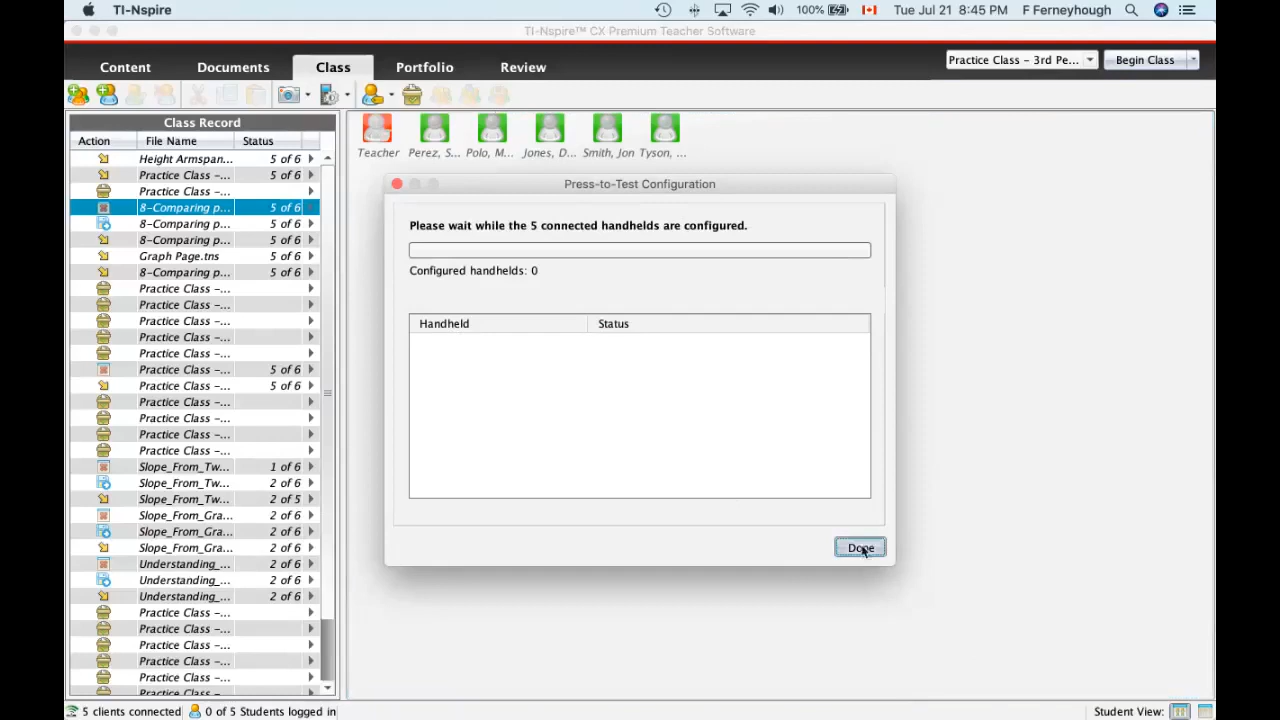 TI-Nspire 100% Tue Jul 21 8:45 PM F Ferneyhough
TI-Nspire™ CX Premium Teacher Software
Content Documents Class Portfolio Review Practice Class - 3rd Pe... Begin Class
Class Record
Action File Name Status
Height Armspan... 5 of 6
Practice Class -... 5 of 6
Practice Class -...
8-Comparing p... 5 of 6
8-Comparing p... 5 of 6
8-Comparing p... 5 of 6
Graph Page.tns 5 of 6
8-Comparing p... 5 of 6
Practice Class -...
Practice Class -...
Practice Class -...
Practice Class -...
Practice Class -...
Practice Class -... 5 of 6
Practice Class -... 5 of 6
Practice Class -...
Practice Class -...
Practice Class -...
Practice Class -...
Slope_From_Tw... 1 of 6
Slope_From_Tw... 2 of 6
Slope_From_Tw... 2 of 5
Slope_From_Gra... 2 of 6
Slope_From_Gra... 2 of 6
Slope_From_Gra... 2 of 6
Understanding_... 2 of 6
Understanding_... 2 of 6
Understanding_... 2 of 6
Practice Class -...
Practice Class -...
Practice Class -...
Practice Class -...
Practice Class -...
Practice Class -
Teacher Perez, S... Polo, M... Jones, D... Smith, Jon Tyson, ...
Press-to-Test Configuration
Please wait while the 5 connected handhelds are configured.
Configured handhelds: 0
Handheld Status
Done
5 clients connected 0 of 5 Students logged in Student View: